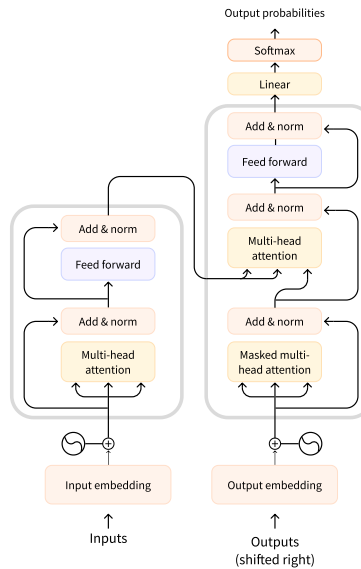 Output probabilities
Softmax
Linear
Add & norm
Feed forward
Add & norm
Multi-head
attention
Add & norm
Masked multi-
head attention
Output embedding
Outputs
(shifted right)
Add & norm
Feed forward
Add & norm
Multi-head
attention
Input embedding
Inputs